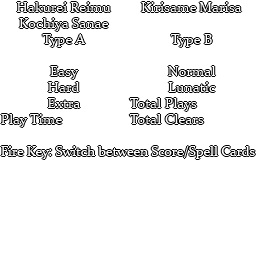 Hakurei Reimu Kirisame Marisa
Kochiya Sanae
Type A Type B
Easy Normal
Hard Lunatic
Extra Total Plays
Play Time Total Clears
Fire Key: Switch between Score/Spell Cards